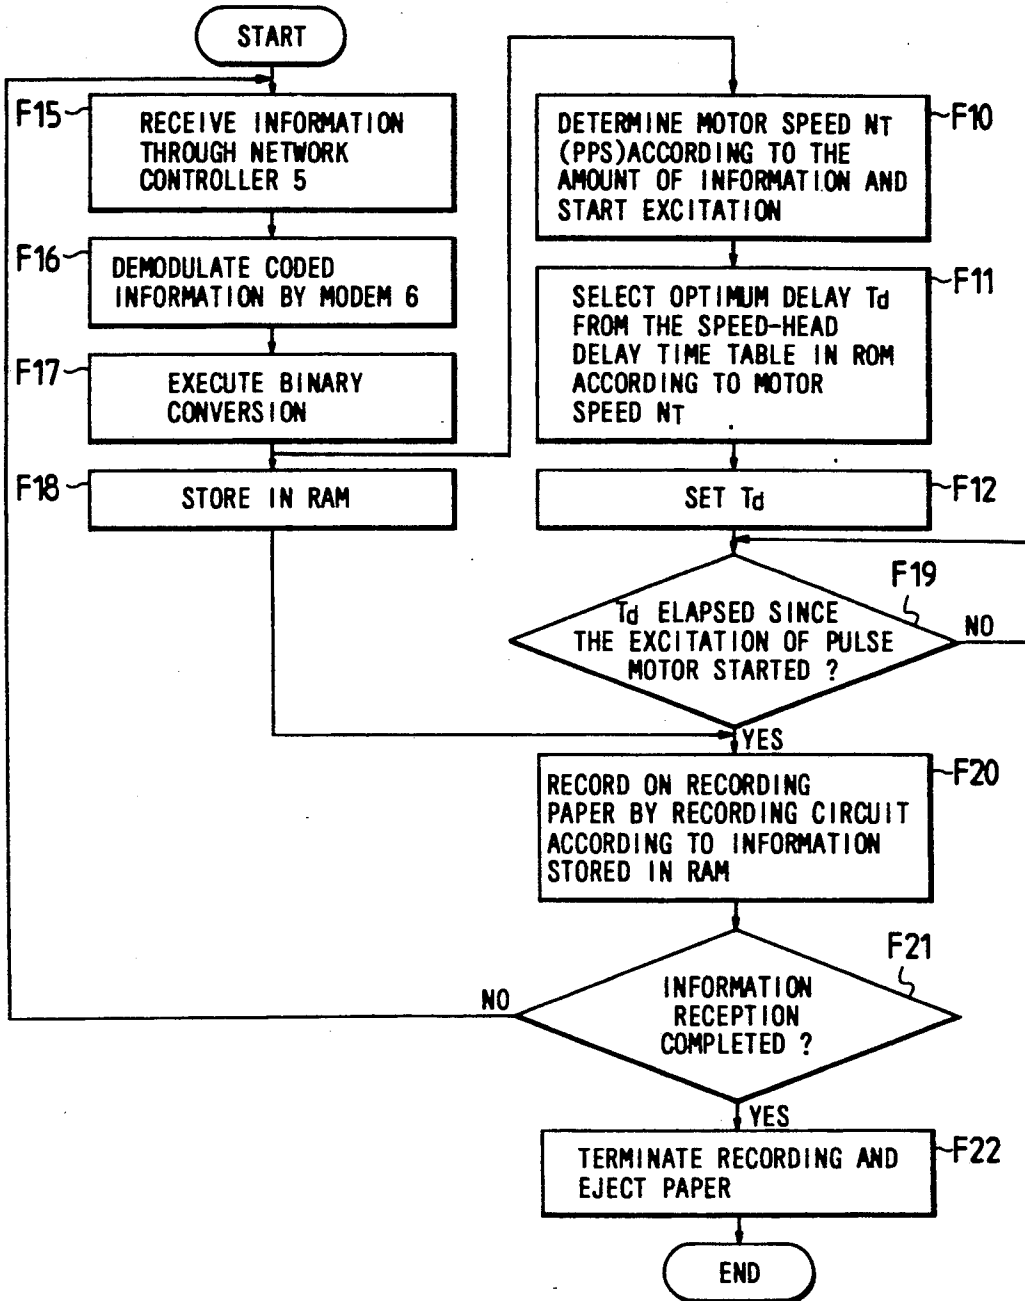 START
F15
RECEIVE INFORMATION
THROUGH NETWORK
CONTROLLER 5
F16
DEMODULATE CODED
INFORMATION BY MODEM 6
F17
EXECUTE BINARY
CONVERSION
F18
STORE IN RAM
F10
DETERMINE MOTOR SPEED NT
(PPS)ACCORDING TO THE
AMOUNT OF INFORMATION AND
START EXCITATION
F11
SELECT OPTIMUM DELAY Td
FROM THE SPEED-HEAD
DELAY TIME TABLE IN ROM
ACCORDING TO MOTOR
SPEED NT
F12
SET Td
F19
Td ELAPSED SINCE
THE EXCITATION OF PULSE
MOTOR STARTED ?
NO
YES
F20
RECORD ON RECORDING
PAPER BY RECORDING CIRCUIT
ACCORDING TO INFORMATION
STORED IN RAM
F21
INFORMATION
RECEPTION
COMPLETED ?
NO
YES
F22
TERMINATE RECORDING AND
EJECT PAPER
END